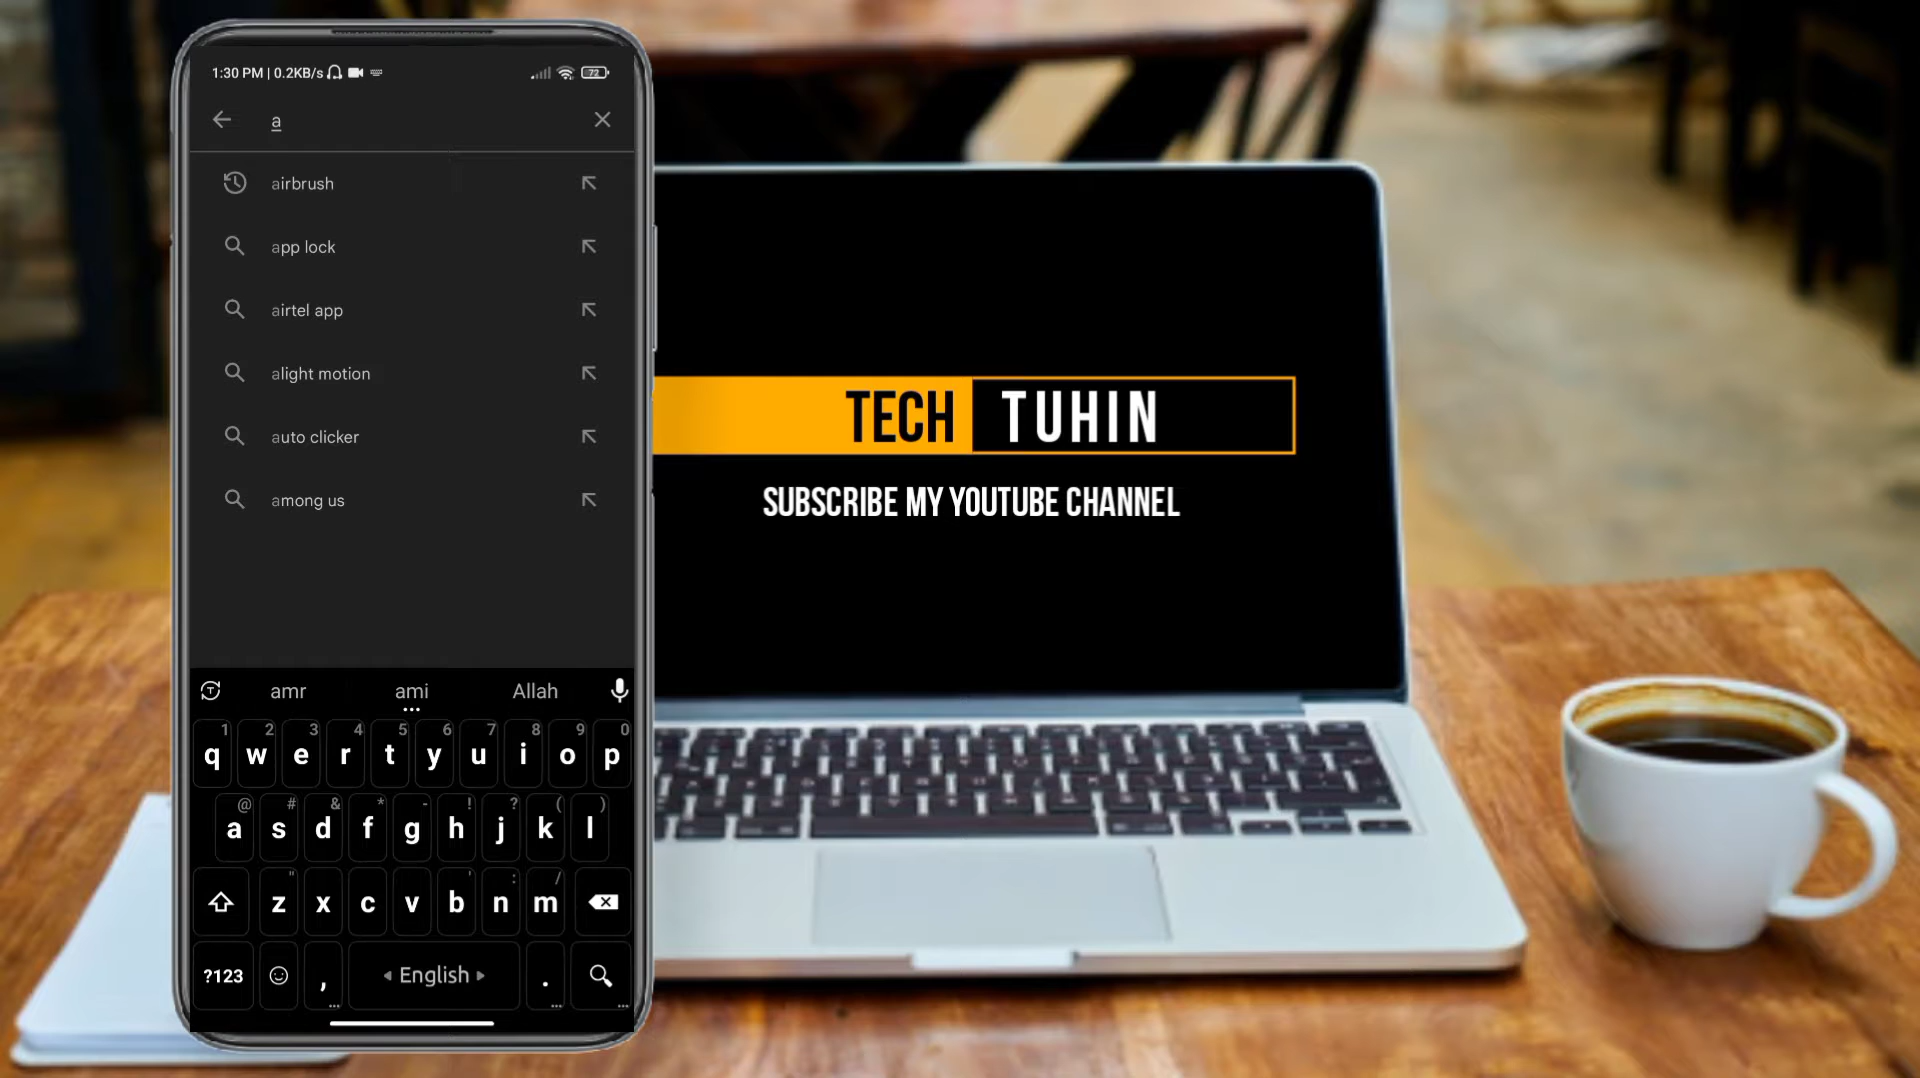 1:30 PM | 0.2KB/s 72
a
airbrush
app lock
airtel app
alight motion
auto clicker
among us
amr ami Allah
1 2 3 4 5 6 7 8 9 0
q w e r t y u i o p
@ # & * - ! ? ( )
a s d f g h j k l
" ' : /
z x c v b n m
?123 , English .
TECH TUHIN
SUBSCRIBE MY YOUTUBE CHANNEL